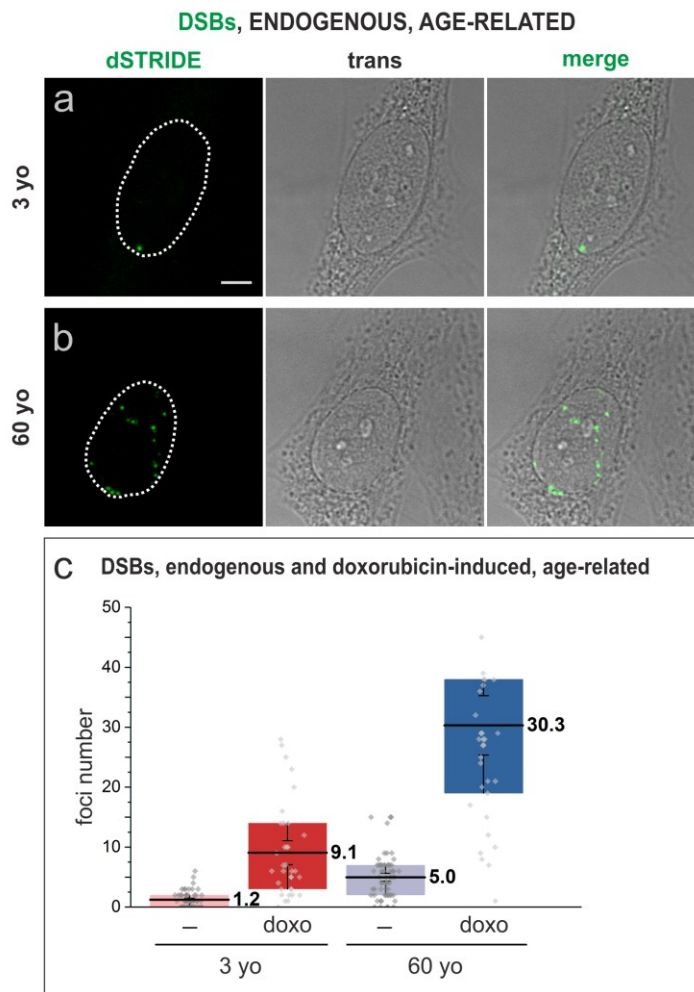 DSBs, ENDOGENOUS, AGE-RELATED
dSTRIDE trans merge
a
3 yo
b
60 yo
c DSBs, endogenous and doxorubicin-induced, age-related
50
40
30
20
10
0
foci number
1.2
9.1
5.0
30.3
– doxo – doxo
3 yo 60 yo